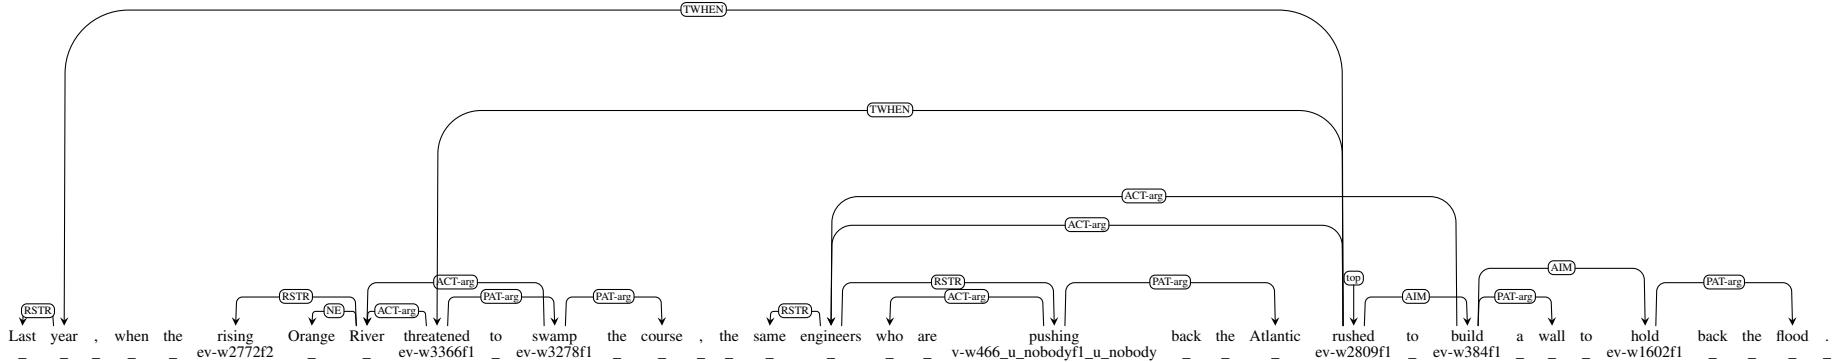 TWHEN
TWHEN
ACT-arg
ACT-arg
top
AIM
ACT-arg RSTR PAT-arg PAT-arg
RSTR NE ACT-arg PAT-arg PAT-arg RSTR ACT-arg AIM PAT-arg
RSTR
Last year , when the rising Orange River threatened to swamp the course , the same engineers who are pushing back the Atlantic rushed to build a wall to hold back the flood .
_ _ _ _ _ ev-w2772f2 _ _ ev-w3366f1 _ ev-w3278f1 _ _ _ _ _ _ _ _ v-w466_u_nobodyf1_u_nobody _ _ _ ev-w2809f1 _ ev-w384f1 _ _ _ ev-w1602f1 _ _ _ _